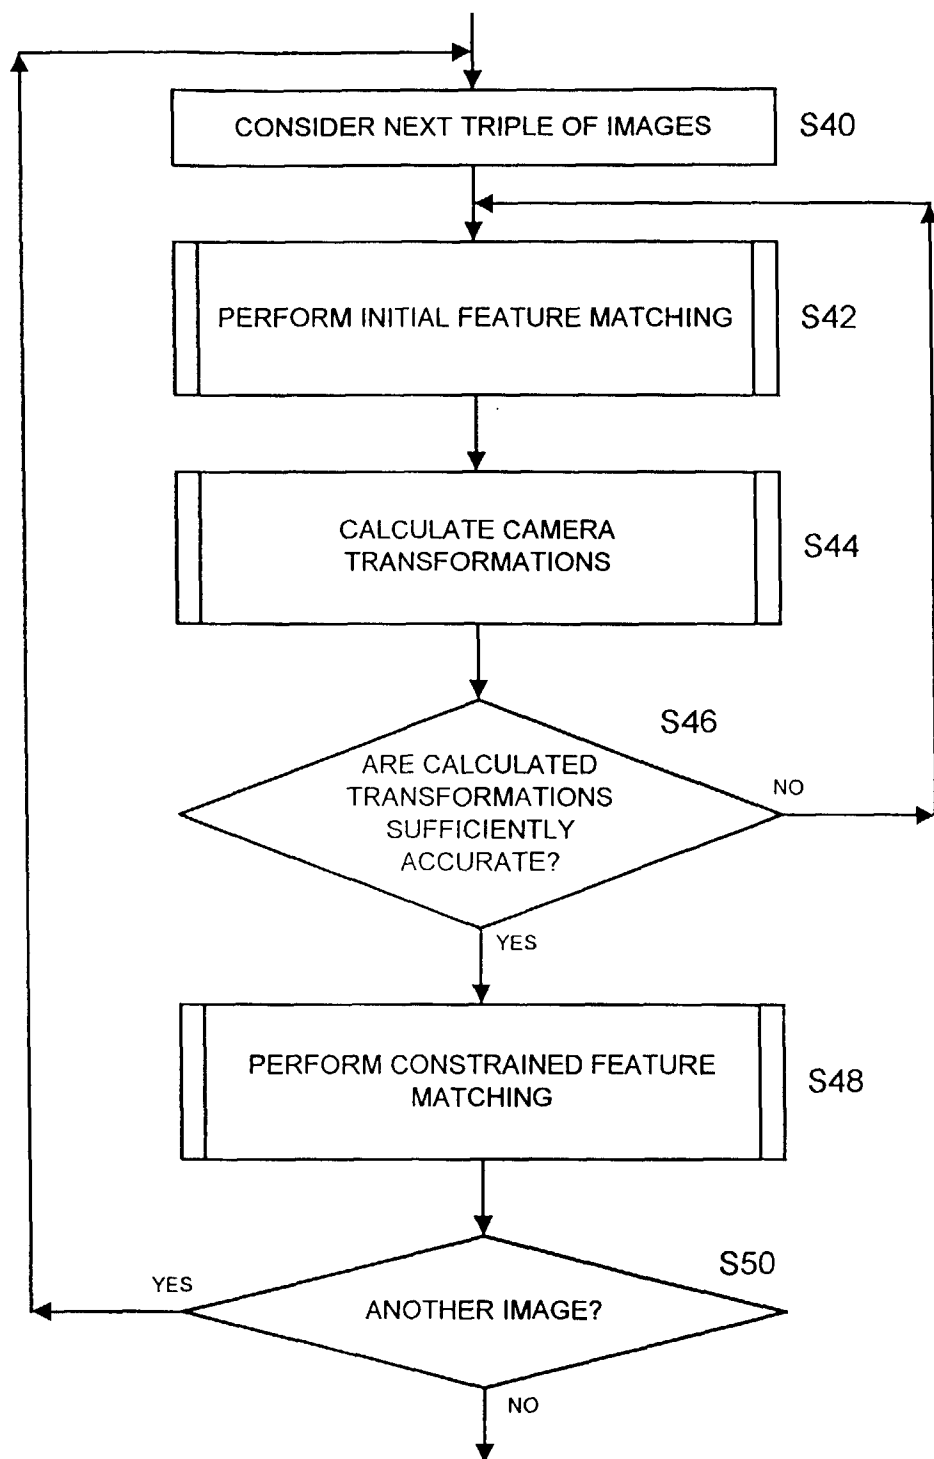 CONSIDER NEXT TRIPLE OF IMAGES
S40
PERFORM INITIAL FEATURE MATCHING
S42
CALCULATE CAMERA
TRANSFORMATIONS
S44
S46
ARE CALCULATED
TRANSFORMATIONS
SUFFICIENTLY
ACCURATE?
NO
YES
PERFORM CONSTRAINED FEATURE
MATCHING
S48
S50
YES
ANOTHER IMAGE?
NO